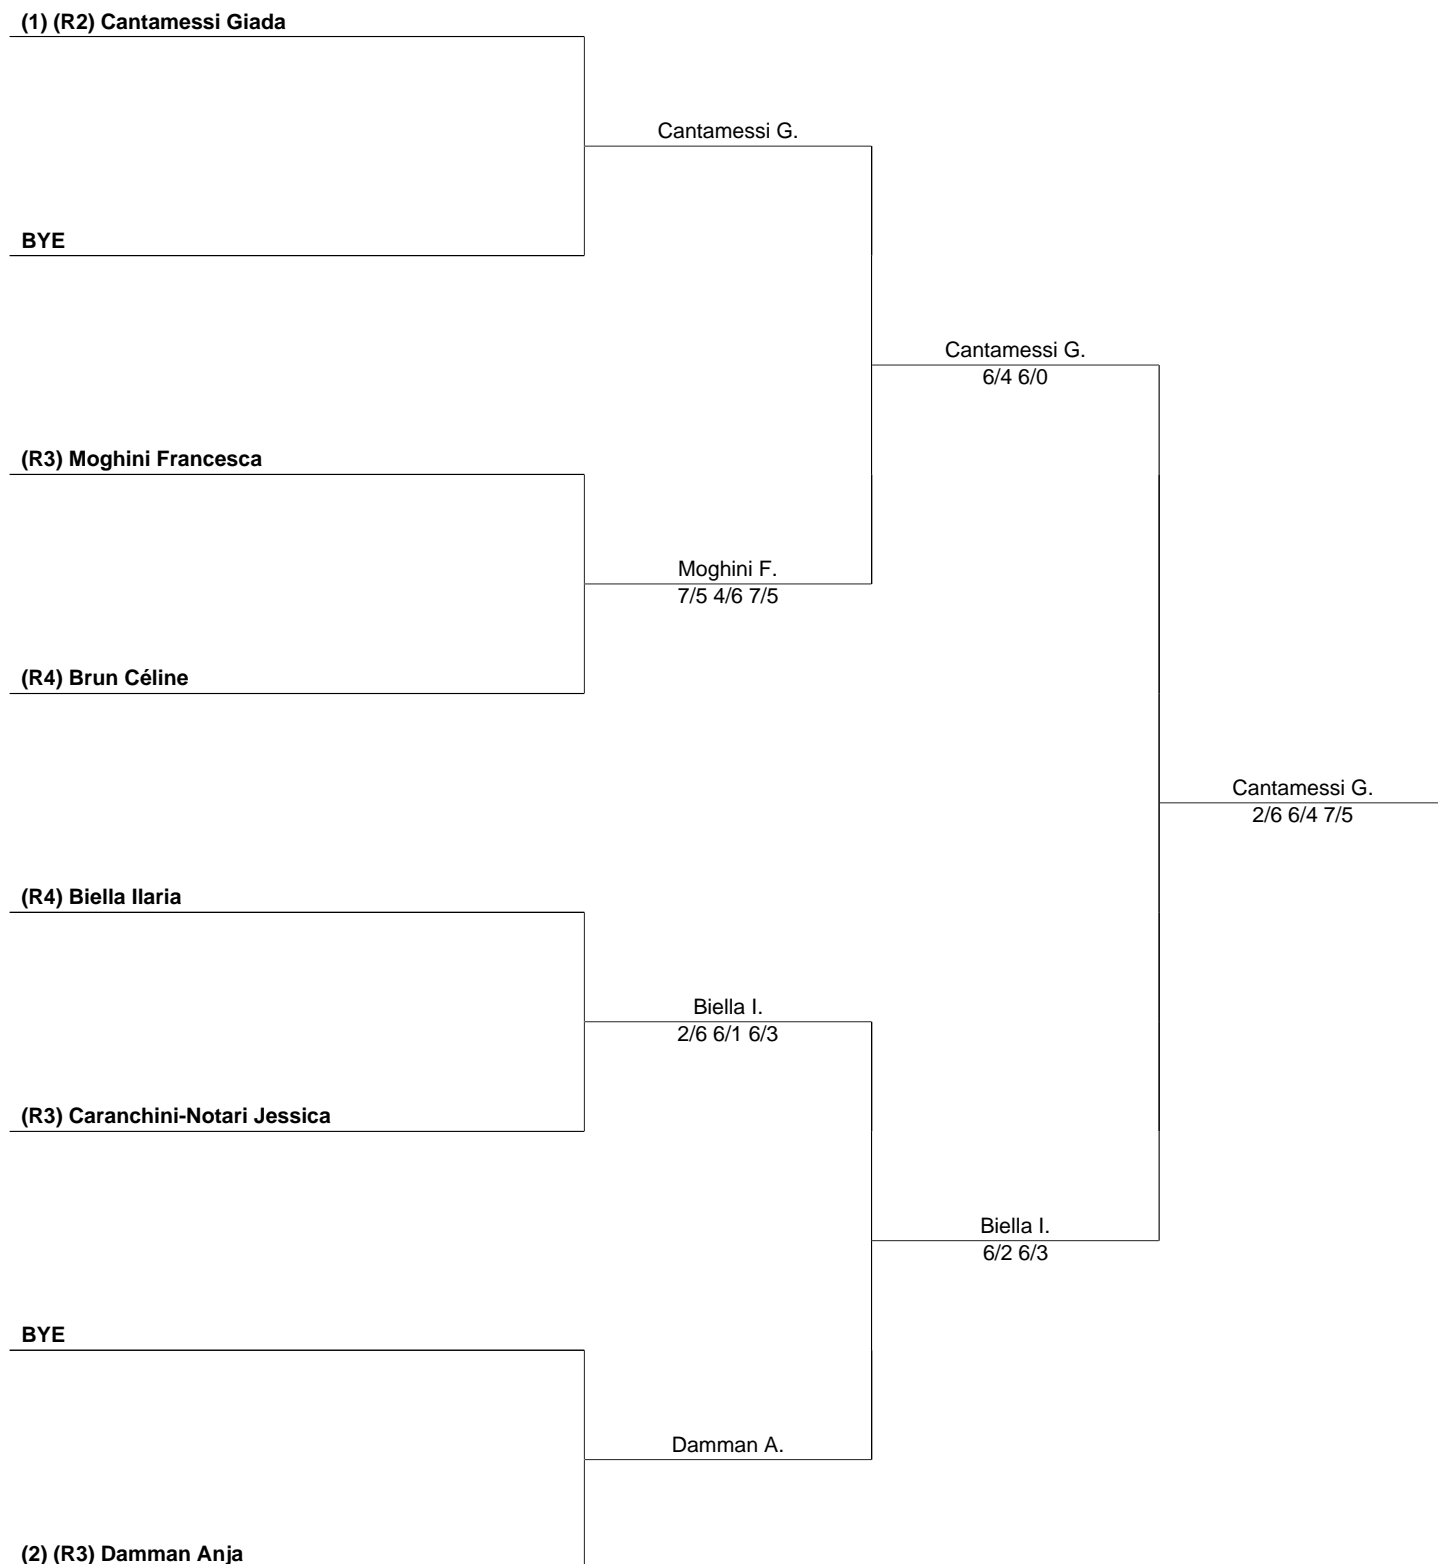 (1) (R2) Cantamessi Giada
Cantamessi G.
BYE
Cantamessi G.
6/4 6/0
(R3) Moghini Francesca
Moghini F.
7/5 4/6 7/5
(R4) Brun Céline
Cantamessi G.
2/6 6/4 7/5
(R4) Biella Ilaria
Biella I.
2/6 6/1 6/3
(R3) Caranchini-Notari Jessica
Biella I.
6/2 6/3
BYE
Damman A.
(2) (R3) Damman Anja